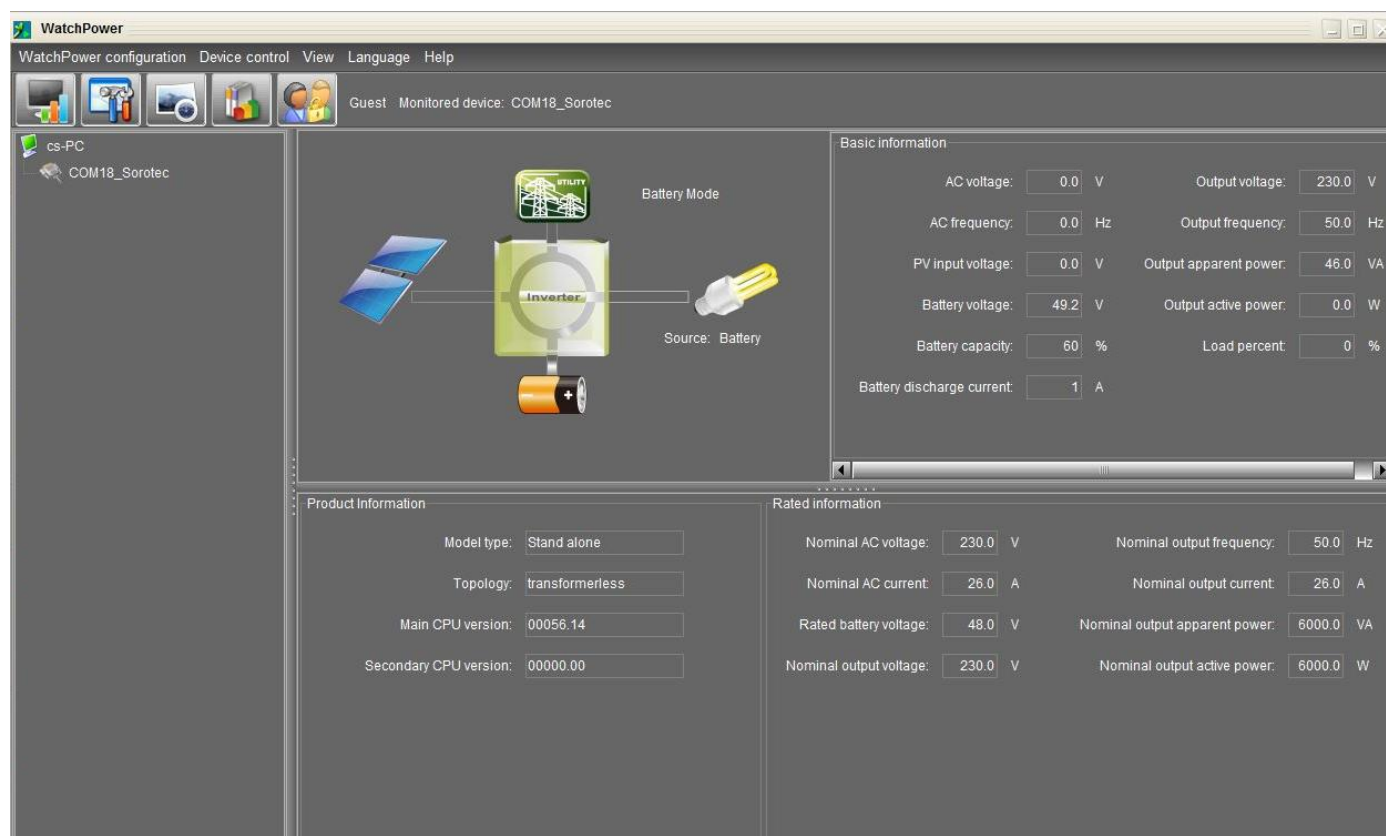 WatchPower
WatchPower configuration Device control View Language Help
Guest Monitored device: COM18_Sorotec
cs-PC
COM18_Sorotec
UTILITY
Battery Mode
Inverter
Source: Battery
Basic information
AC voltage: 0.0 V Output voltage: 230.0 V
AC frequency: 0.0 Hz Output frequency: 50.0 Hz
PV input voltage: 0.0 V Output apparent power: 46.0 VA
Battery voltage: 49.2 V Output active power: 0.0 W
Battery capacity: 60 % Load percent: 0 %
Battery discharge current: 1 A
Product Information
Model type: Stand alone
Topology: transformerless
Main CPU version: 00056.14
Secondary CPU version: 00000.00
Rated information
Nominal AC voltage: 230.0 V Nominal output frequency: 50.0 Hz
Nominal AC current: 26.0 A Nominal output current: 26.0 A
Rated battery voltage: 48.0 V Nominal output apparent power: 6000.0 VA
Nominal output voltage: 230.0 V Nominal output active power: 6000.0 W